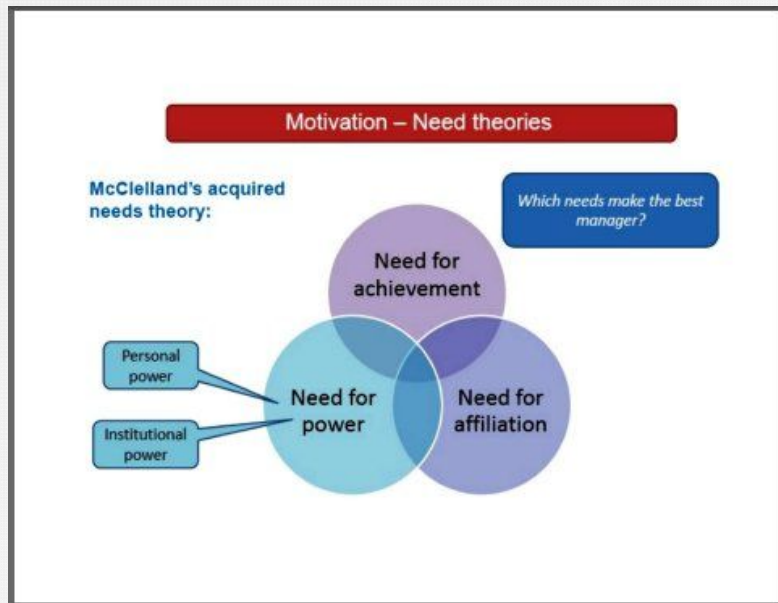 Motivation – Need theories
McClelland's acquired
needs theory:
Which needs make the best
manager?
Need for
achievement
Personal
power
Need for
power
Need for
affiliation
Institutional
power